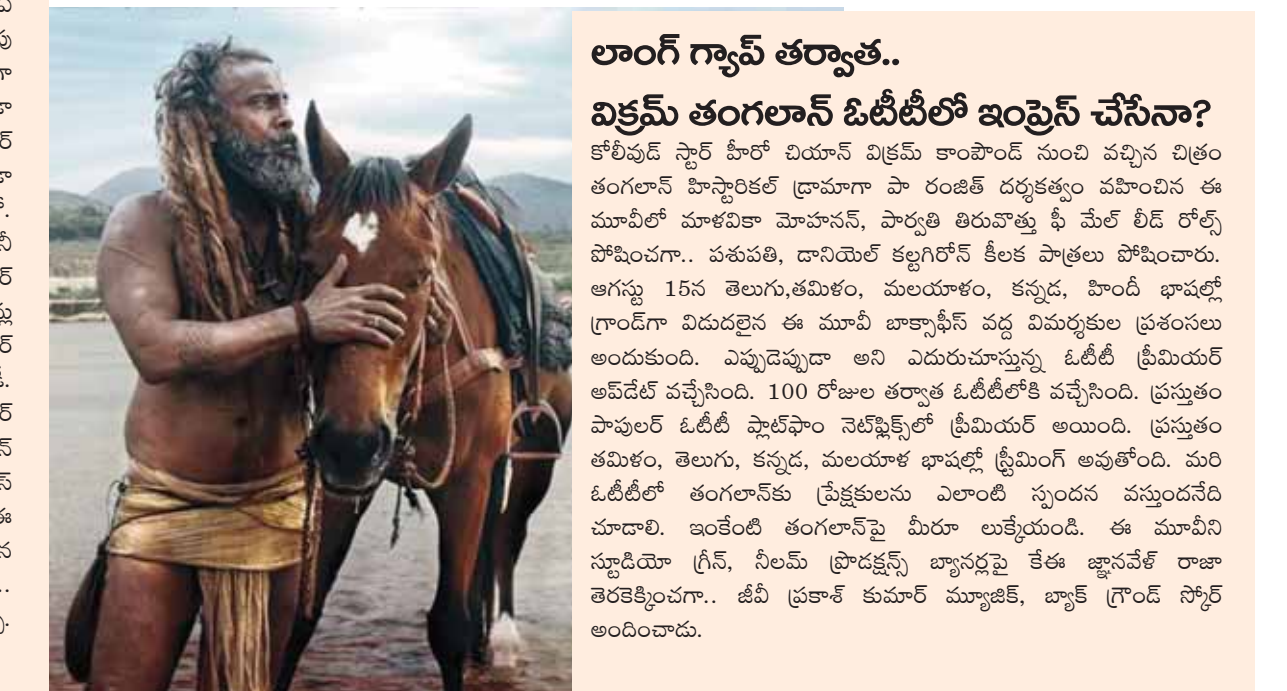 లాంగ్ గ్యాప్ తర్వాత..
విక్రమ్ తంగలాన్ ఓటీటీలో ఇంప్రెస్ చేసేనా?
కోలీవుడ్ స్టార్ హీరో చియాన్ విక్రమ్ కాంపౌండ్ నుంచి వచ్చిన చిత్రం
తంగలాన్ హిస్టారికల్ డ్రామాగా పా రంజిత్ దర్శకత్వం వహించిన ఈ
మూవీలో మాళవికా మోహనన్, పార్వతి తిరువొత్తు ఫీ మేల్ లీడ్ రోల్స్
పోషించగా.. పశుపతి, డానియెల్ కల్టగిరోన్ కీలక పాత్రలు పోషించారు.
ఆగస్టు 15న తెలుగు,తమిళం, మలయాళం, కన్నడ, హిందీ భాషల్లో
గ్రాండ్‌గా విడుదలైన ఈ మూవీ బాక్సాఫీస్ వద్ద విమర్శకుల ప్రశంసలు
అందుకుంది. ఎప్పుడెప్పుడా అని ఎదురుచూస్తున్న ఓటీటీ ప్రీమియర్
అప్‌డేట్ వచ్చేసింది. 100 రోజుల తర్వాత ఓటీటీలోకి వచ్చేసింది. ప్రస్తుతం
పాపులర్ ఓటీటీ ప్లాట్‌ఫాం నెట్‌ఫ్లిక్స్‌లో ప్రీమియర్ అయింది. ప్రస్తుతం
తమిళం, తెలుగు, కన్నడ, మలయాళ భాషల్లో స్ట్రీమింగ్ అవుతోంది. మరి
ఓటీటీలో తంగలాన్‌కు ప్రేక్షకులను ఎలాంటి స్పందన వస్తుందనేది
చూడాలి. ఇంకేంటి తంగలాన్‌పై మీరూ లుక్కేయండి. ఈ మూవీని
స్టూడియో గ్రీన్, నీలమ్ ప్రొడక్షన్స్ బ్యానర్లపై కేఈ జ్ఞానవేళ్ రాజా
తెరకెక్కించగా.. జీవీ ప్రకాశ్ కుమార్ మ్యూజిక్, బ్యాక్ గ్రౌండ్ స్కోర్
అందించాడు.